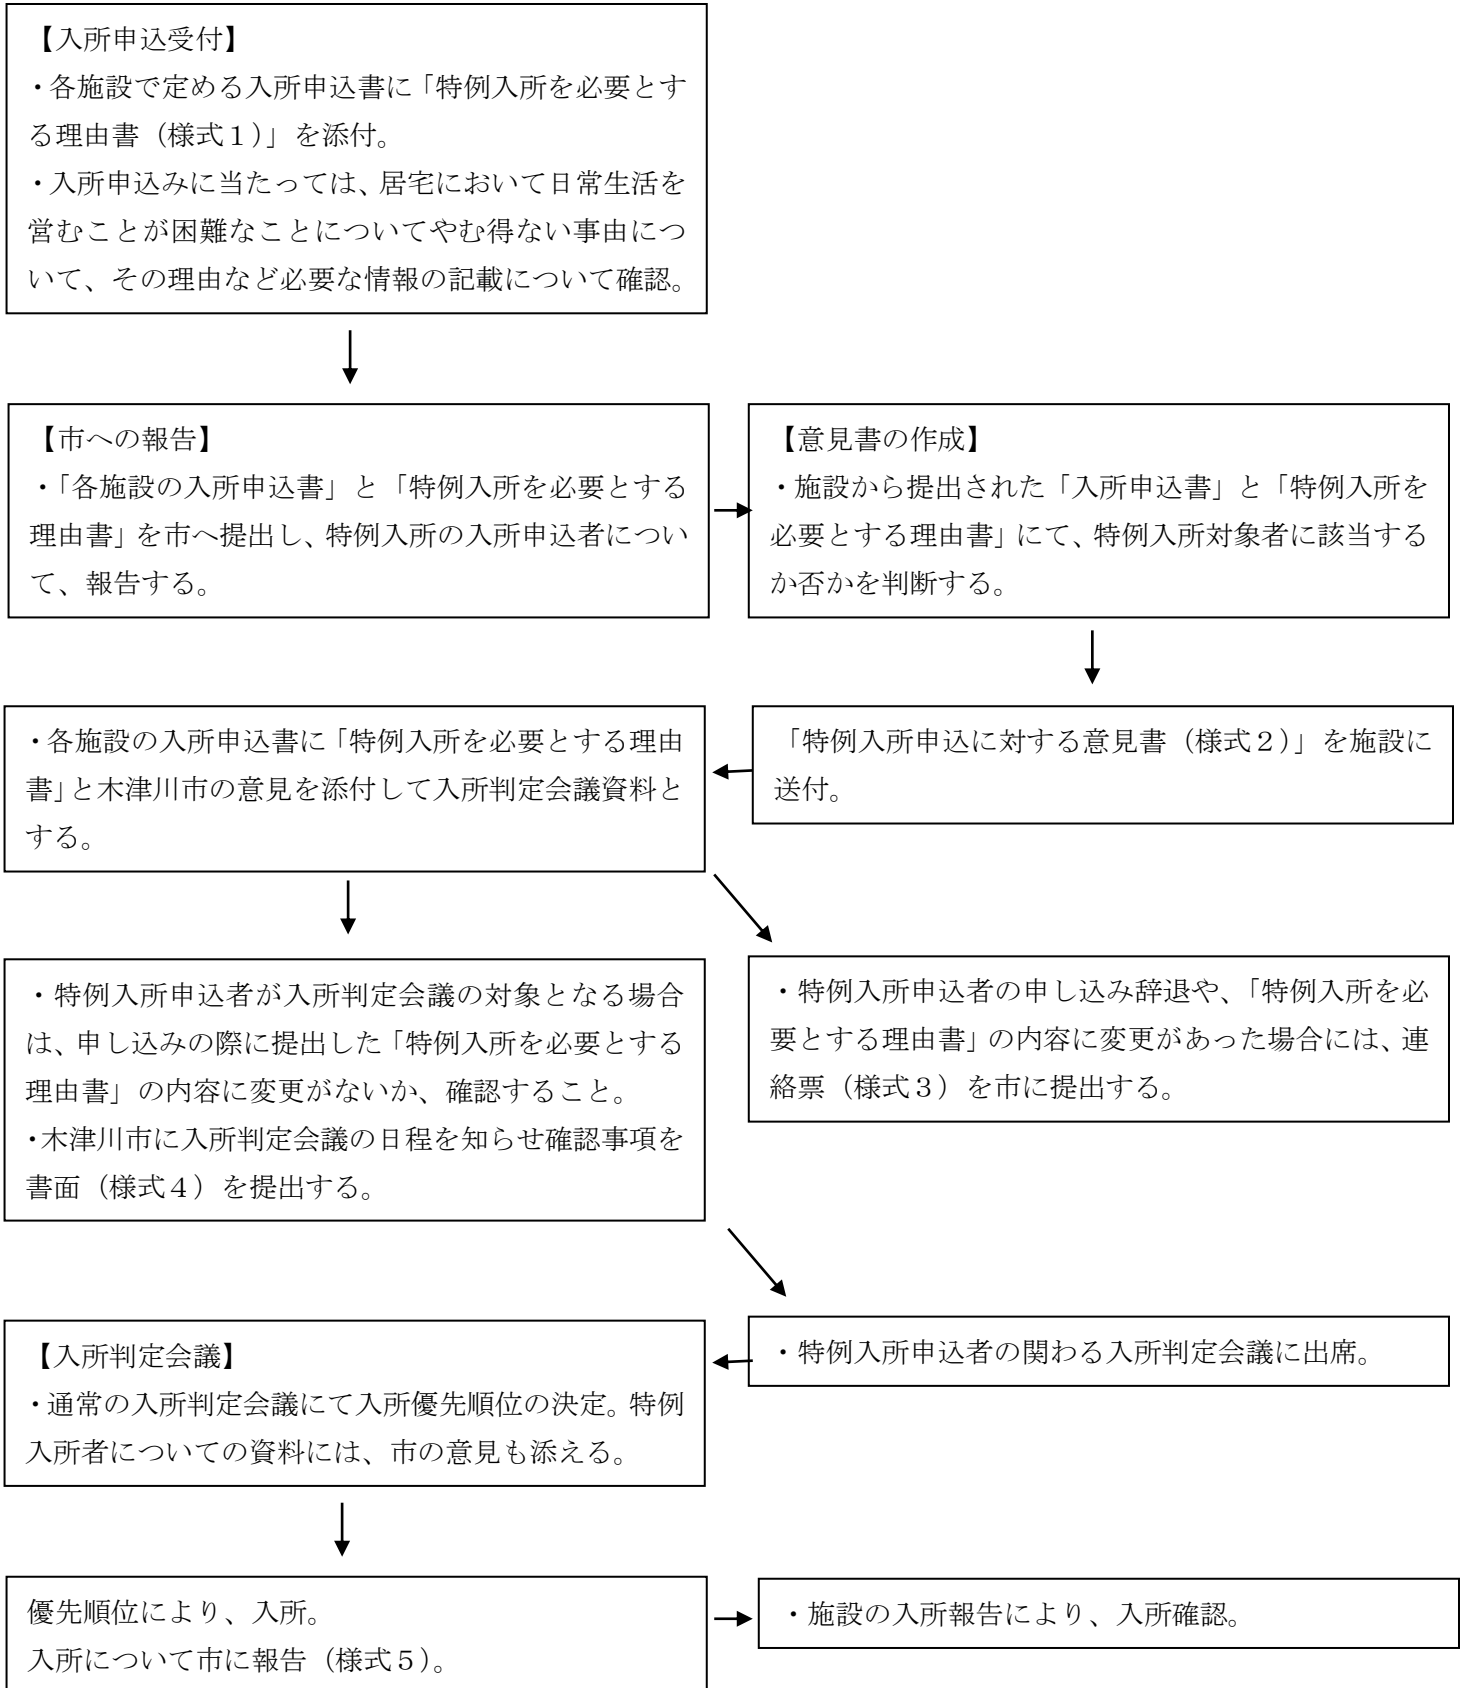 【入所申込受付】
・各施設で定める入所申込書に「特例入所を必要とす
る理由書（様式１）」を添付。
・入所申込みに当たっては、居宅において日常生活を
営むことが困難なことについてやむ得ない事由につ
いて、その理由など必要な情報の記載について確認。
【市への報告】
・「各施設の入所申込書」と「特例入所を必要とする
理由書」を市へ提出し、特例入所の入所申込者につい
て、報告する。
【意見書の作成】
・施設から提出された「入所申込書」と「特例入所を
必要とする理由書」にて、特例入所対象者に該当する
か否かを判断する。
「特例入所申込に対する意見書（様式２）」を施設に
送付。
・各施設の入所申込書に「特例入所を必要とする理由
書」と木津川市の意見を添付して入所判定会議資料と
する。
・特例入所申込者が入所判定会議の対象となる場合
は、申し込みの際に提出した「特例入所を必要とする
理由書」の内容に変更がないか、確認すること。
・木津川市に入所判定会議の日程を知らせ確認事項を
書面（様式４）を提出する。
・特例入所申込者の申し込み辞退や、「特例入所を必
要とする理由書」の内容に変更があった場合には、連
絡票（様式３）を市に提出する。
・特例入所申込者の関わる入所判定会議に出席。
【入所判定会議】
・通常の入所判定会議にて入所優先順位の決定。特例
入所者についての資料には、市の意見も添える。
優先順位により、入所。
入所について市に報告（様式５）。
・施設の入所報告により、入所確認。